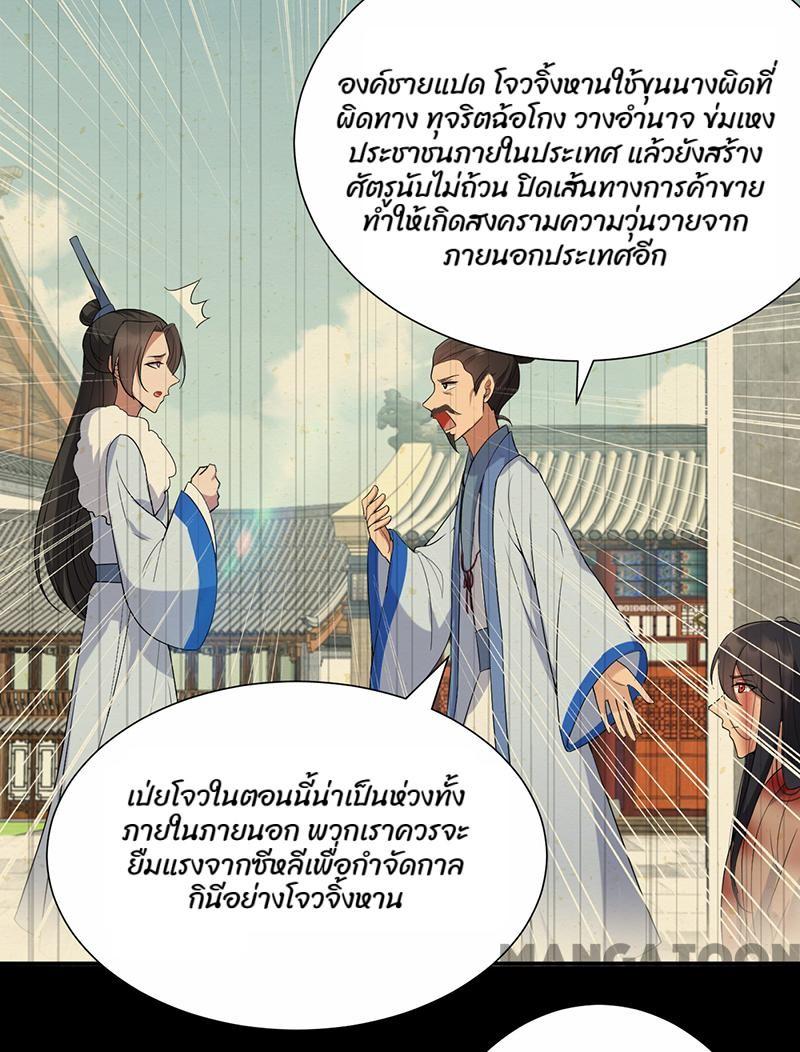 องค์ชายแปด โจวจิ้งหานใช้ขุนนางผิดที่
ผิดทาง ทุจริตฉ้อโกง วางอำนาจ ข่มเหง
ประชาชนภายในประเทศ แล้วยังสร้าง
ศัตรูนับไม่ถ้วน ปิดเส้นทางการค้าขาย
ทำให้เกิดสงครามความวุ่นวายจาก
ภายนอกประเทศอีก
เป่ยโจวในตอนนี้น่าเป็นห่วงทั้ง
ภายในภายนอก พวกเราควรจะ
ยืมแรงจากซีหลีเพื่อกำจัดกาล
กินีอย่างโจวจิ้งหาน
MANGATOON